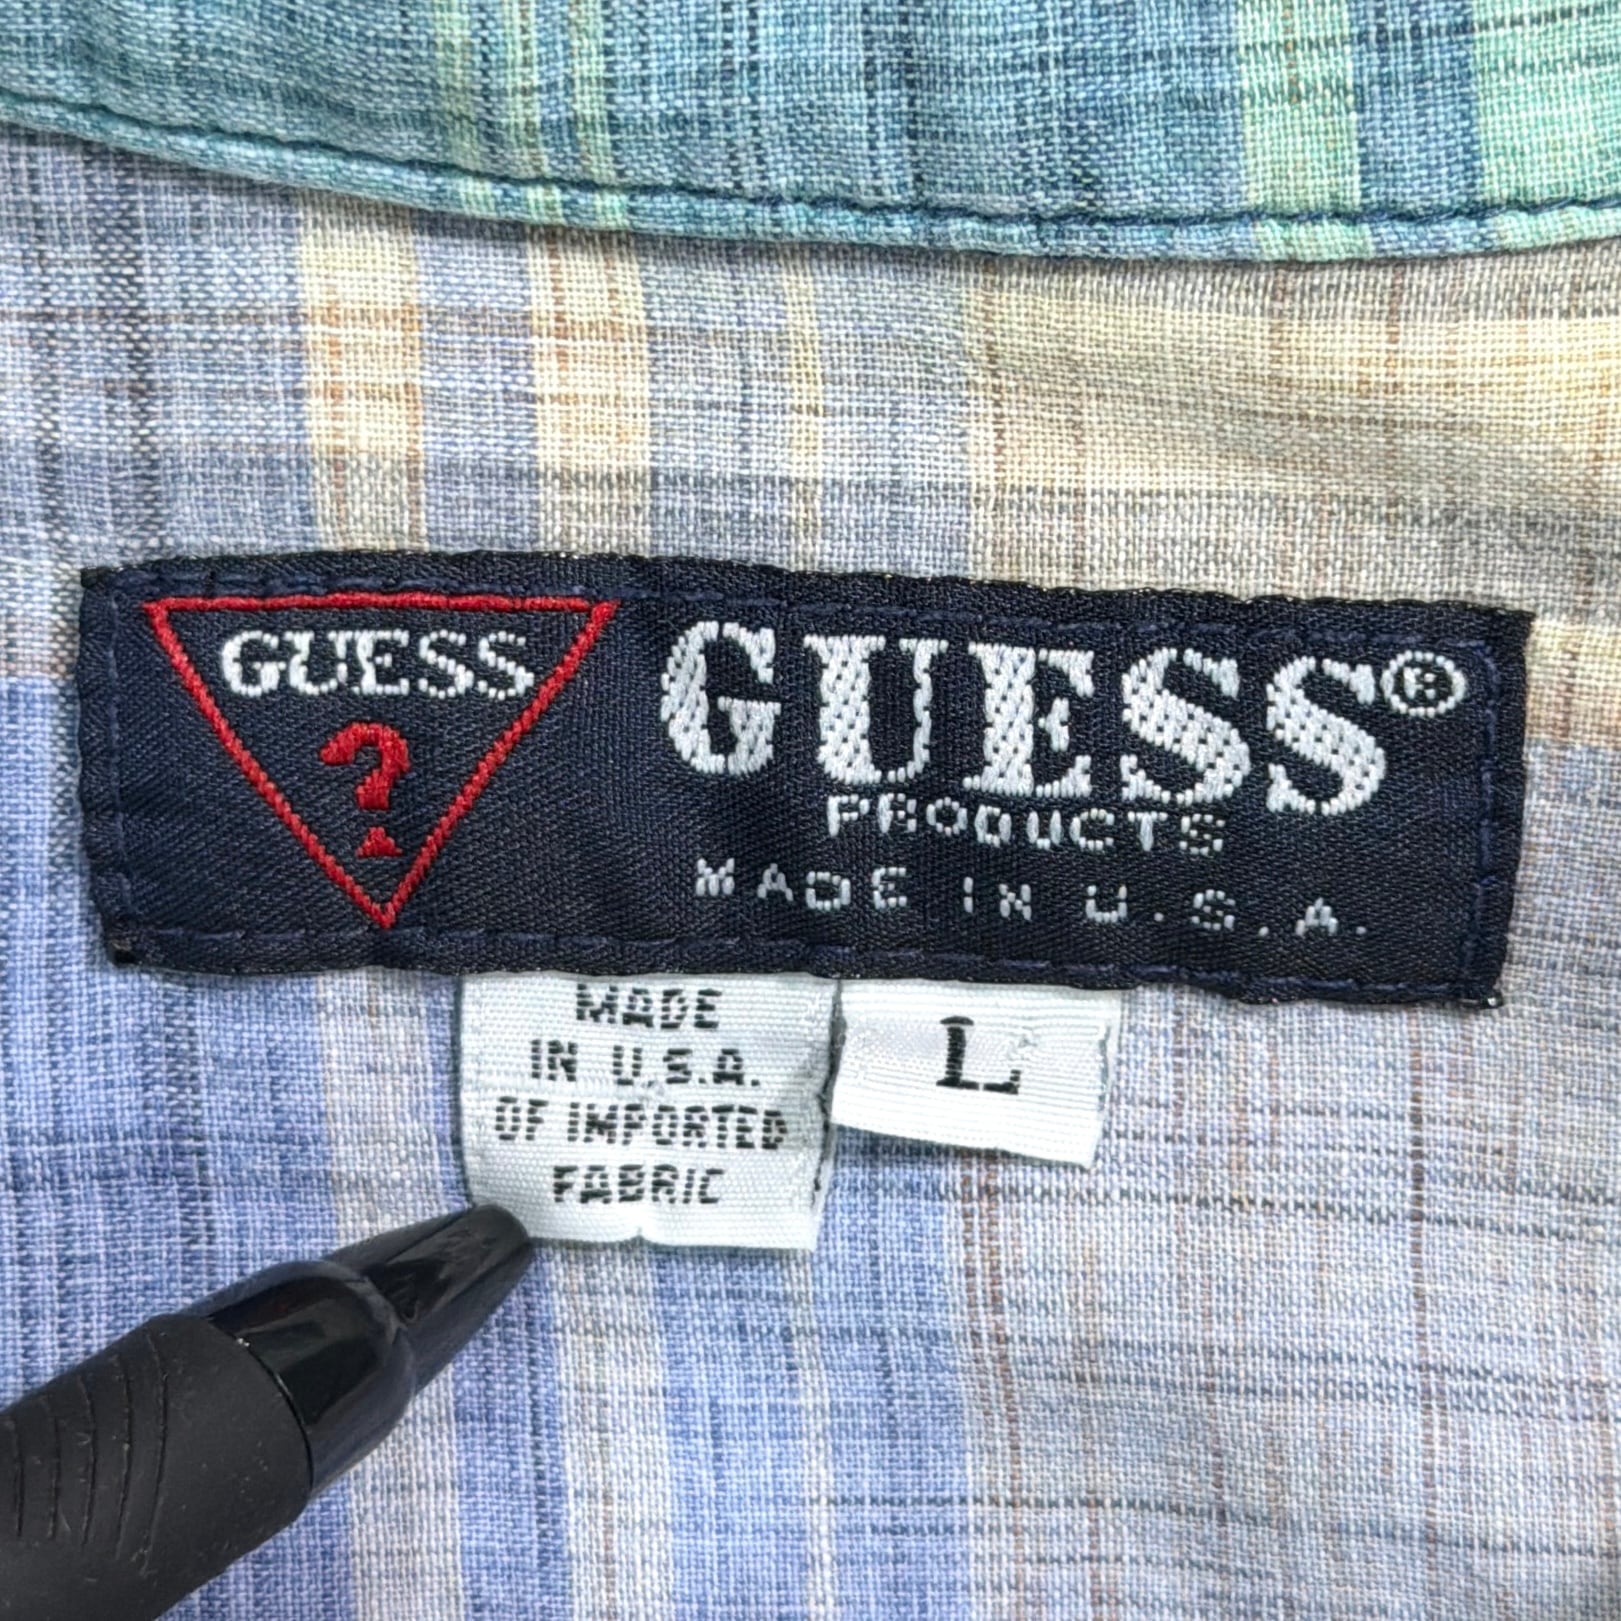 GUESS
?
GUESS®
PRODUCTS
MADE IN U.S.A.
MADE
IN U.S.A.
OF IMPORTED
FABRIC
L